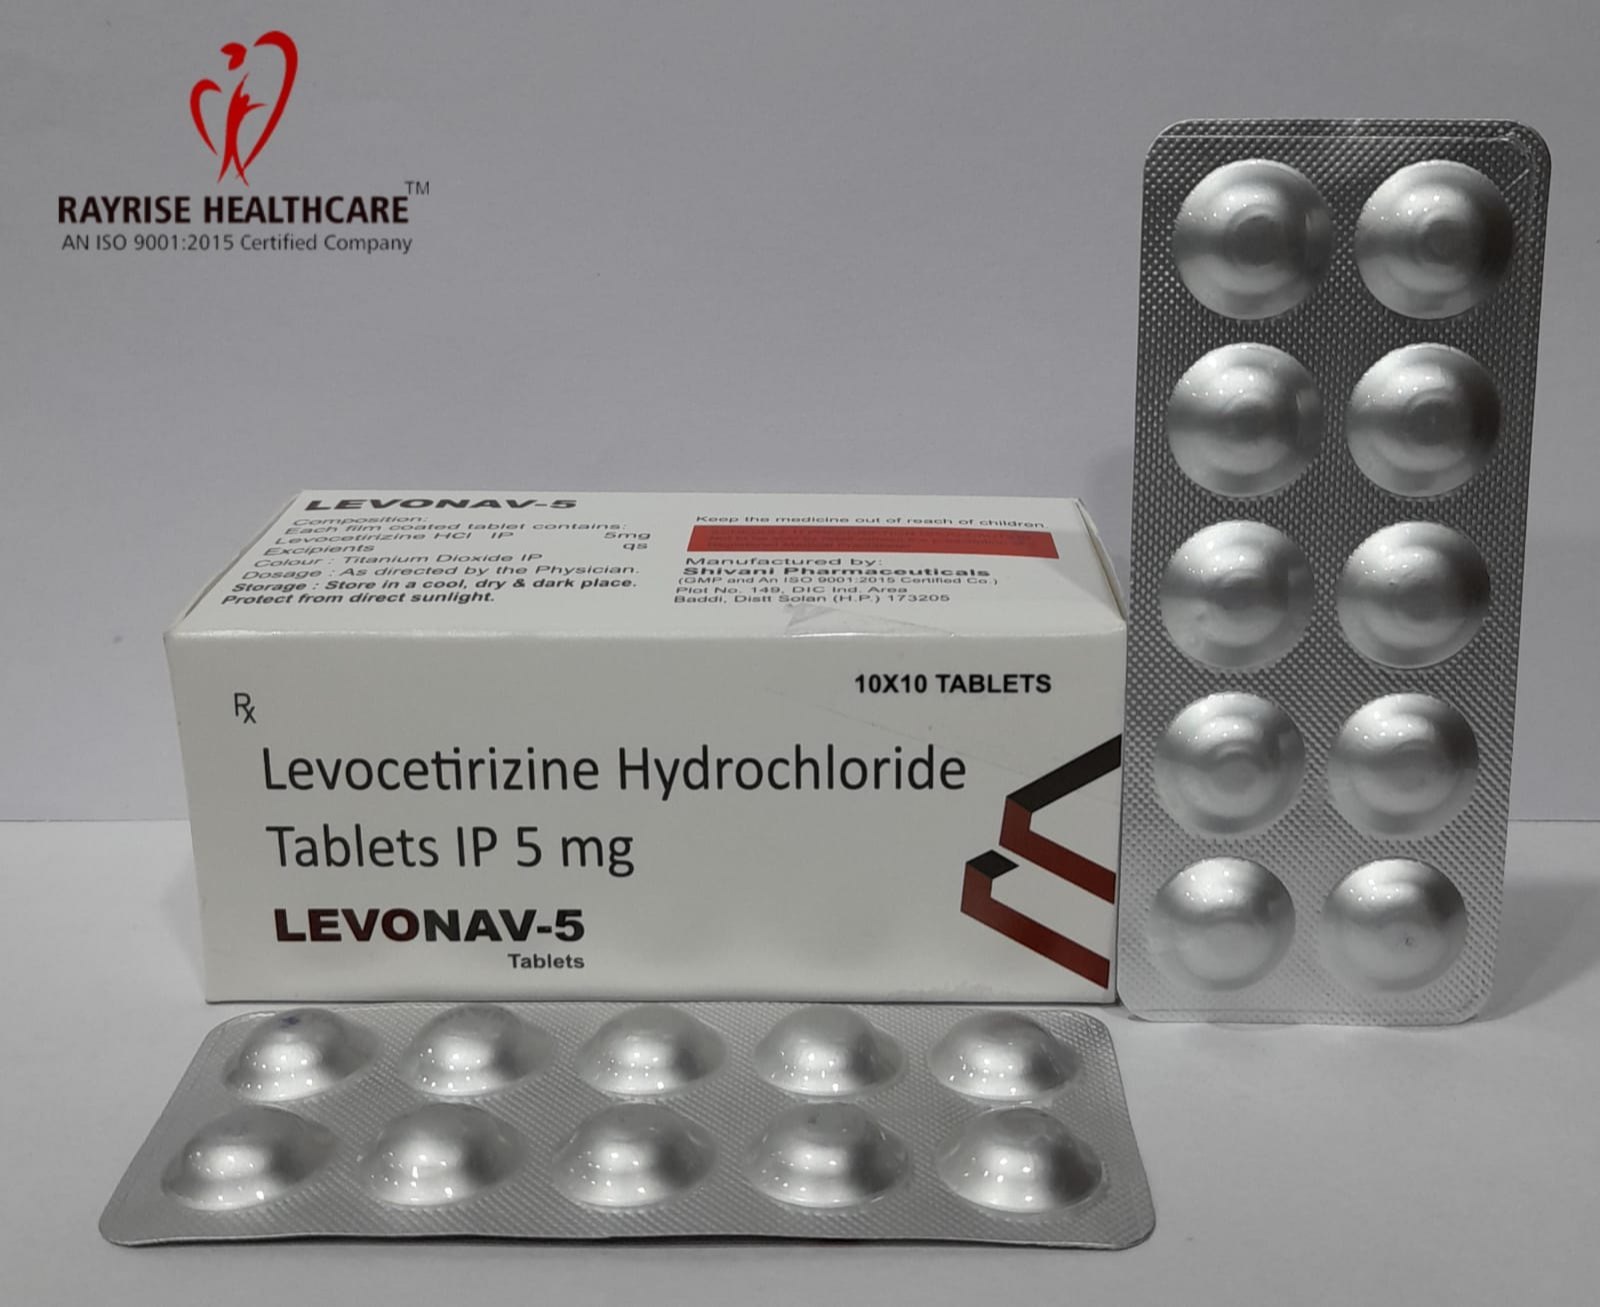 RAYRISE HEALTHCARE™
AN ISO 9001:2015 Certified Company
LEVONAV-5
Composition:
Each film coated tablet contains:
Levocetirizine HCl IP 5mg
Excipients qs
Colour : Titanium Dioxide IP
Dosage : As directed by the Physician.
Storage : Store in a cool, dry & dark place.
Protect from direct sunlight.
Keep the medicine out of reach of children.
Manufactured by:
Shivani Pharmaceuticals
(GMP and An ISO 9001:2015 Certified Co.)
Plot No. 149, DIC Ind. Area
Baddi, Distt Solan (H.P.) 173205
10X10 TABLETS
Rx
Levocetirizine Hydrochloride
Tablets IP 5 mg
LEVONAV-5
Tablets